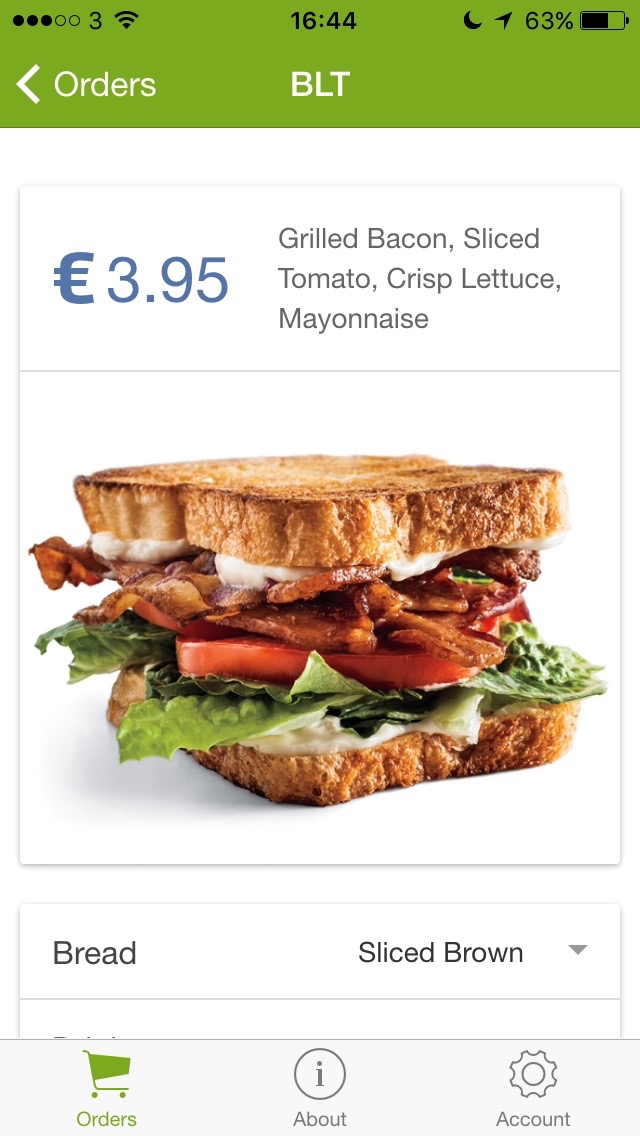 3 16:44 63%
Orders BLT
€3.95
Grilled Bacon, Sliced
Tomato, Crisp Lettuce,
Mayonnaise
Bread Sliced Brown
Orders About Account